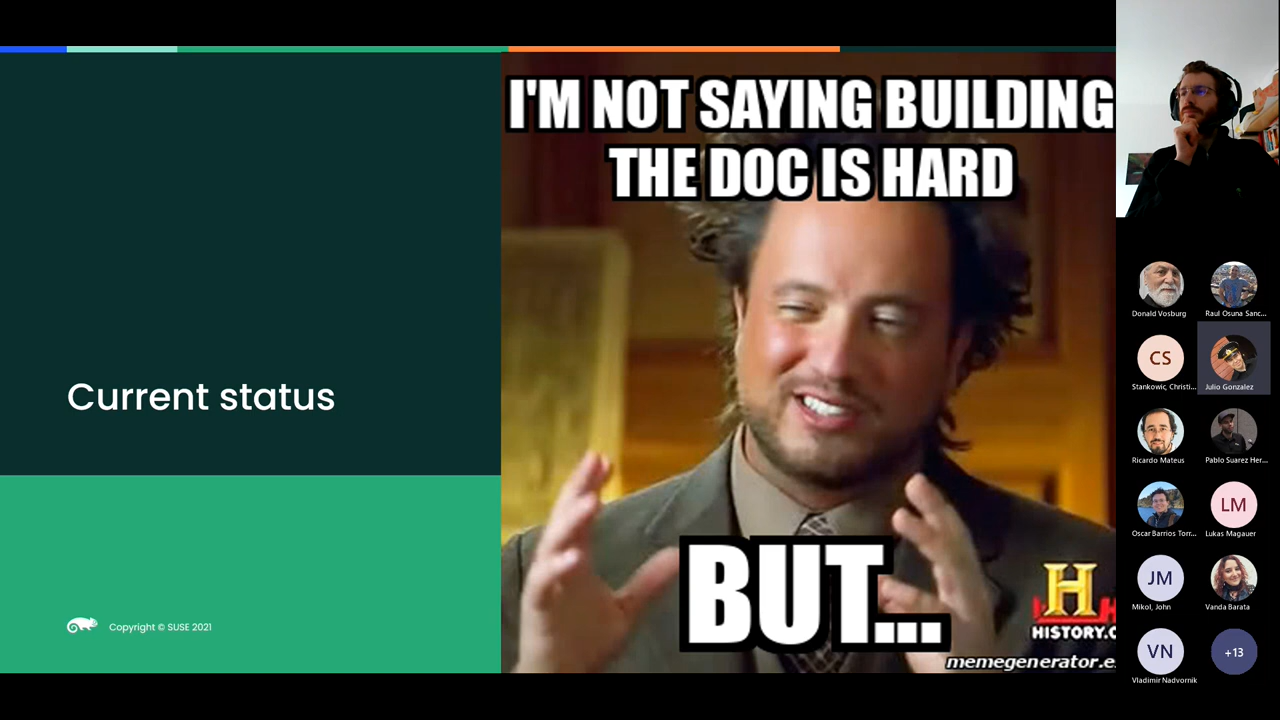 I'M NOT SAYING BUILDING
THE DOC IS HARD
Current status
BUT...
H
HISTORY.C
memegenerator.e
Copyright © SUSE 2021
Donald Vosburg
Raul Osuna Sanc...
CS
Stankowic, Christi...
Julio Gonzalez
Ricardo Mateus
Pablo Suarez Her...
Oscar Barrios Torr...
LM
Lukas Magauer
JM
Mikol, John
Vanda Barata
VN
Vladimir Nadvornik
+13